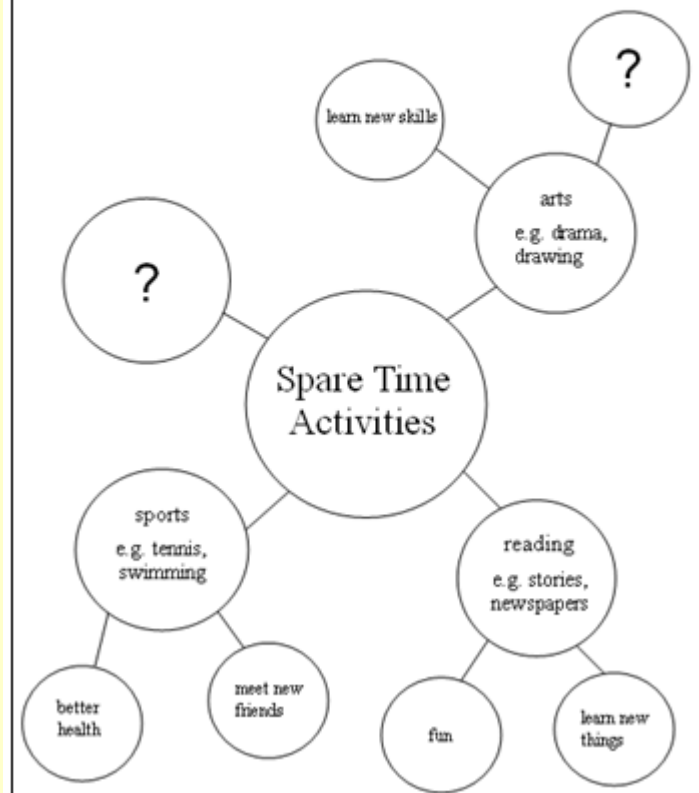 ?
learn new skills
arts
e.g. drama,
drawing
?
Spare Time
Activities
sports
e.g. tennis,
swimming
reading
e.g. stories,
newspapers
better
health
meet new
friends
fun
learn new
things